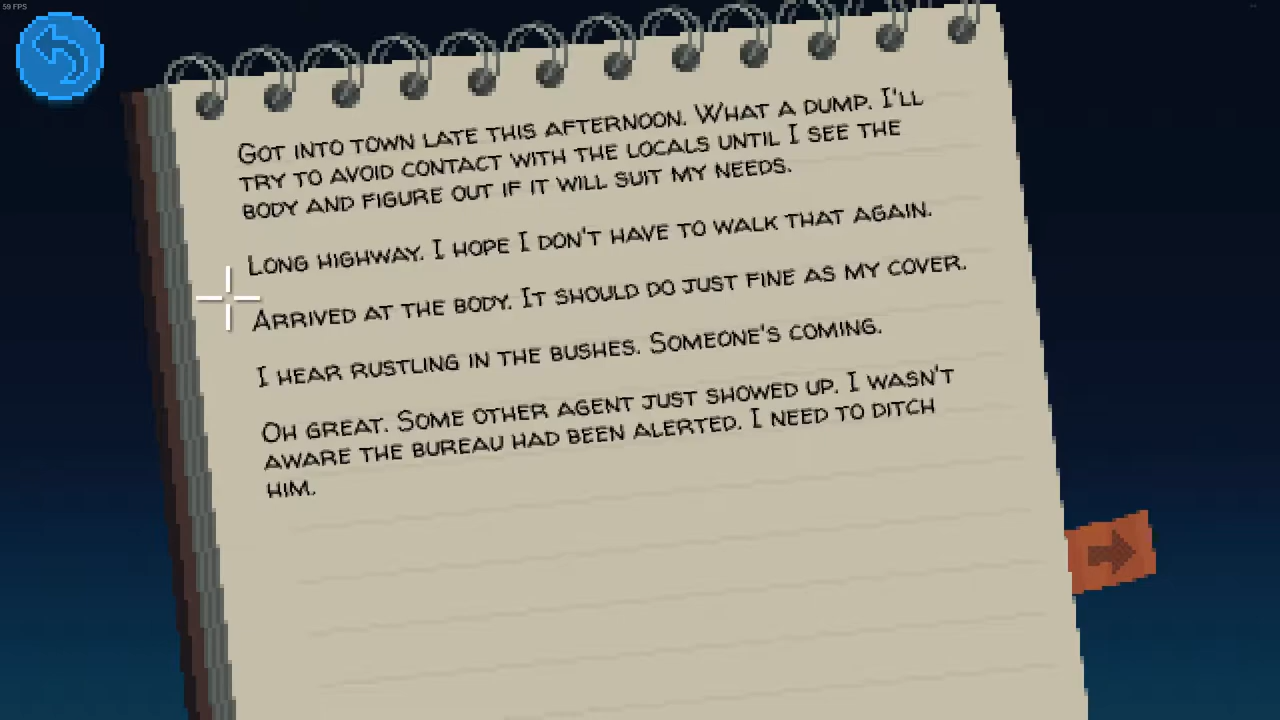 59 FPS
Got into town late this afternoon. What a dump. I'll
try to avoid contact with the locals until I see the
body and figure out if it will suit my needs.
Long highway. I hope I don't have to walk that again.
Arrived at the body. It should do just fine as my cover.
I hear rustling in the bushes. Someone's coming.
Oh great. Some other agent just showed up. I wasn't
aware the bureau had been alerted. I need to ditch
him.